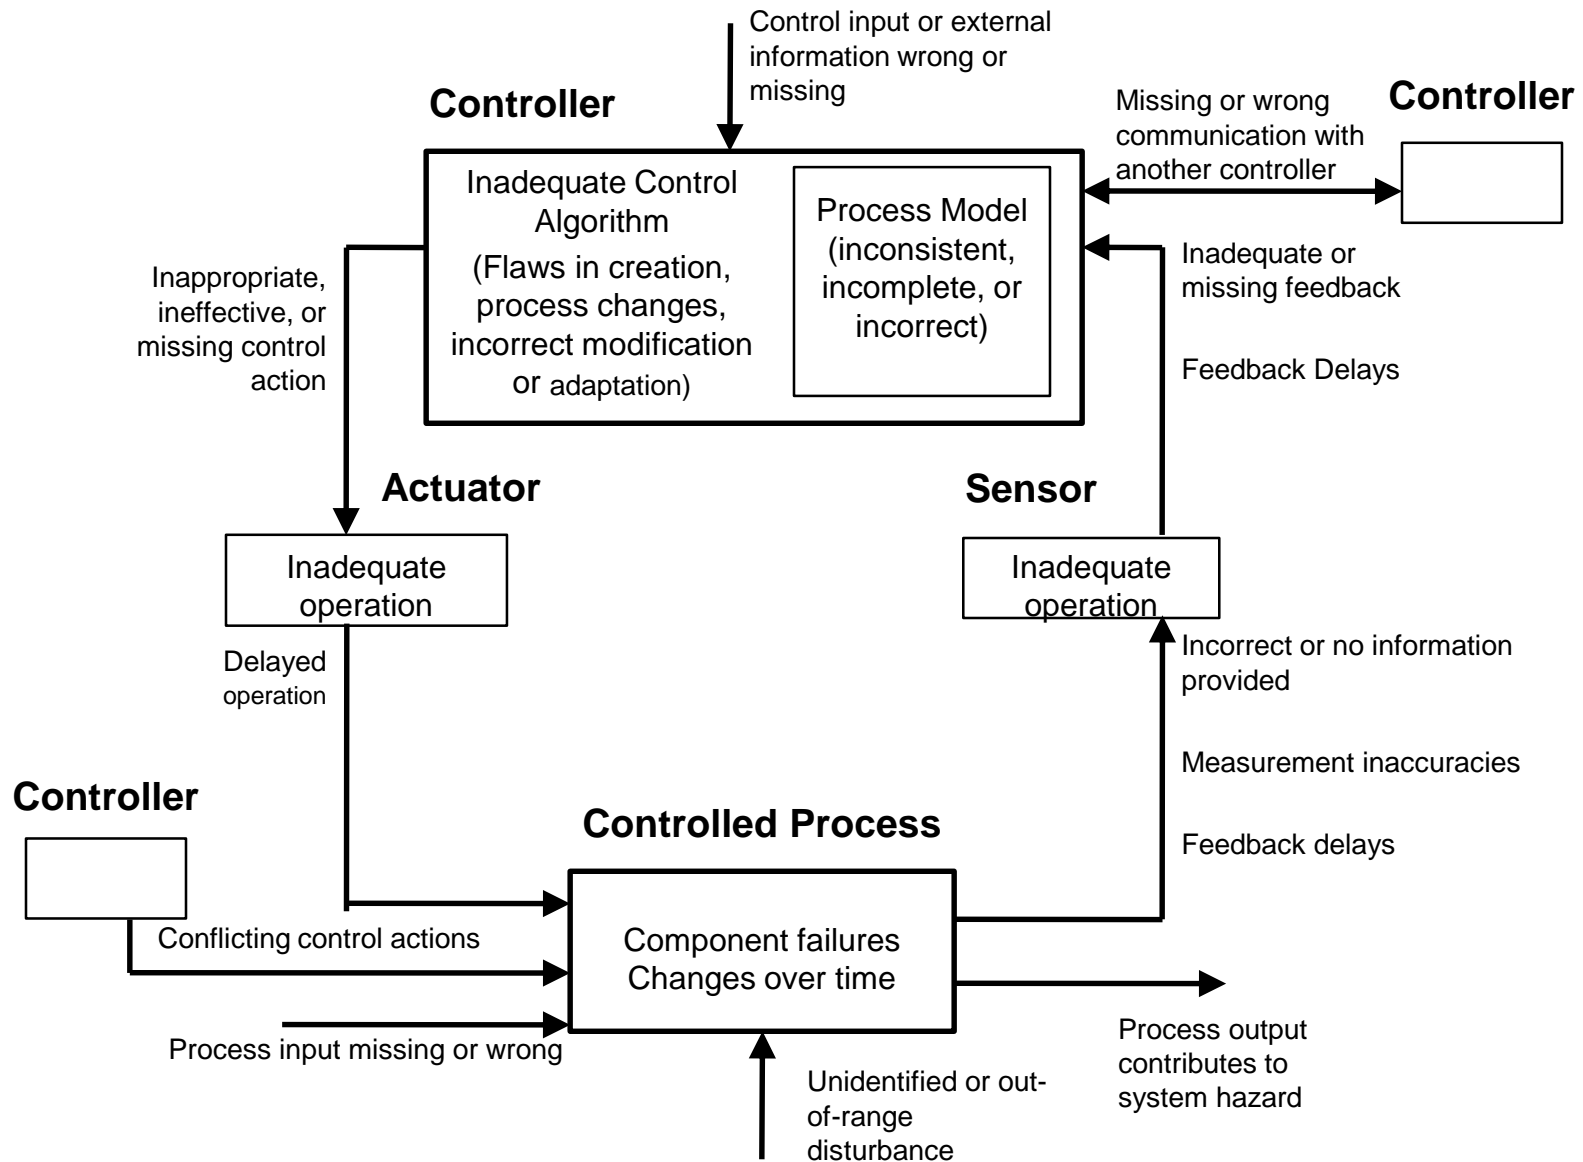 Control input or external
information wrong or
missing
Controller
Missing or wrong
communication with
another controller
Controller
Inadequate Control
Algorithm
(Flaws in creation,
process changes,
incorrect modification
or adaptation)
Process Model
(inconsistent,
incomplete, or
incorrect)
Inappropriate,
ineffective, or
missing control
action
Inadequate or
missing feedback
Feedback Delays
Actuator
Sensor
Inadequate
operation
Inadequate
operation
Delayed
operation
Incorrect or no information
provided
Measurement inaccuracies
Feedback delays
Controller
Controlled Process
Conflicting control actions
Component failures
Changes over time
Process input missing or wrong
Process output
contributes to
system hazard
Unidentified or out-
of-range
disturbance